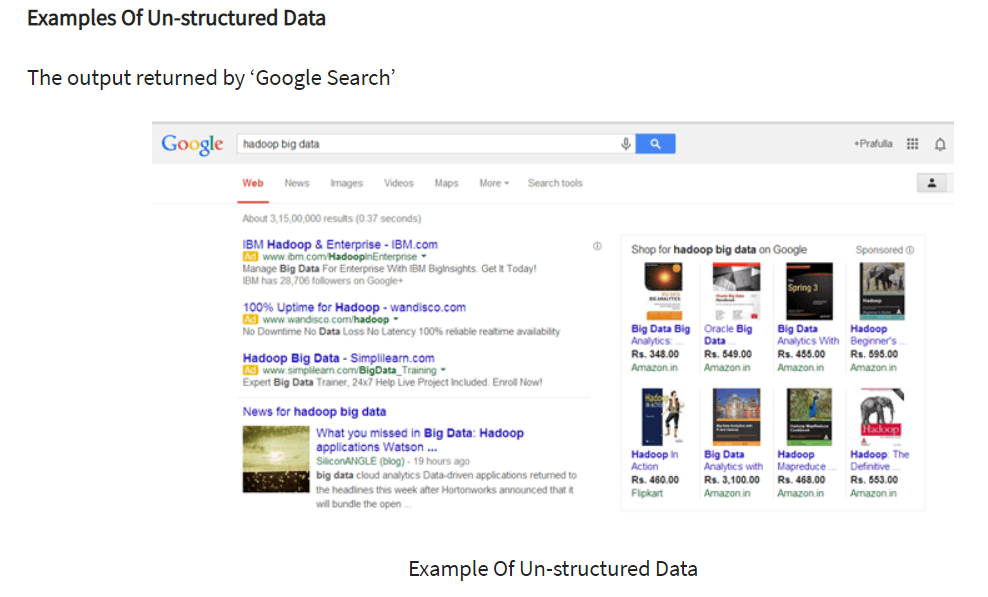 Examples Of Un-structured Data
The output returned by ‘Google Search’
Google
hadoop big data
+Prafulla
Web News Images Videos Maps More Search tools
About 3,15,00,000 results (0.37 seconds)
IBM Hadoop & Enterprise - IBM.com
Ad www.ibm.com/HadoopInEnterprise
Manage Big Data For Enterprise With IBM BigInsights. Get It Today!
IBM has 28,706 followers on Google+
100% Uptime for Hadoop - wandisco.com
Ad www.wandisco.com/hadoop
No Downtime No Data Loss No Latency 100% reliable realtime availability
Hadoop Big Data - Simplilearn.com
Ad www.simplilearn.com/BigData_Training
Expert Big Data Trainer, 24x7 Help Live Project Included. Enroll Now!
News for hadoop big data
What you missed in Big Data: Hadoop
applications Watson ...
SiliconANGLE (blog) - 19 hours ago
big data cloud analytics Data-driven applications returned to
the headlines this week after Hortonworks announced that it
will bundle the open ...
Shop for hadoop big data on Google Sponsored
BIG ANALYTICS
Spring 3
Hadoop
Big Data Big
Analytics: ...
Rs. 348.00
Amazon.in
Oracle Big
Data ...
Rs. 549.00
Amazon.in
Big Data
Analytics With
Rs. 455.00
Amazon.in
Hadoop
Beginner's ...
Rs. 595.00
Amazon.in
Hadoop
Hadoop In
Action
Rs. 460.00
Flipkart
Big Data
Analytics with
Rs. 3,100.00
Amazon.in
Hadoop
Mapreduce ...
Rs. 468.00
Amazon.in
Hadoop: The
Definitive ...
Rs. 553.00
Amazon.in
Example Of Un-structured Data